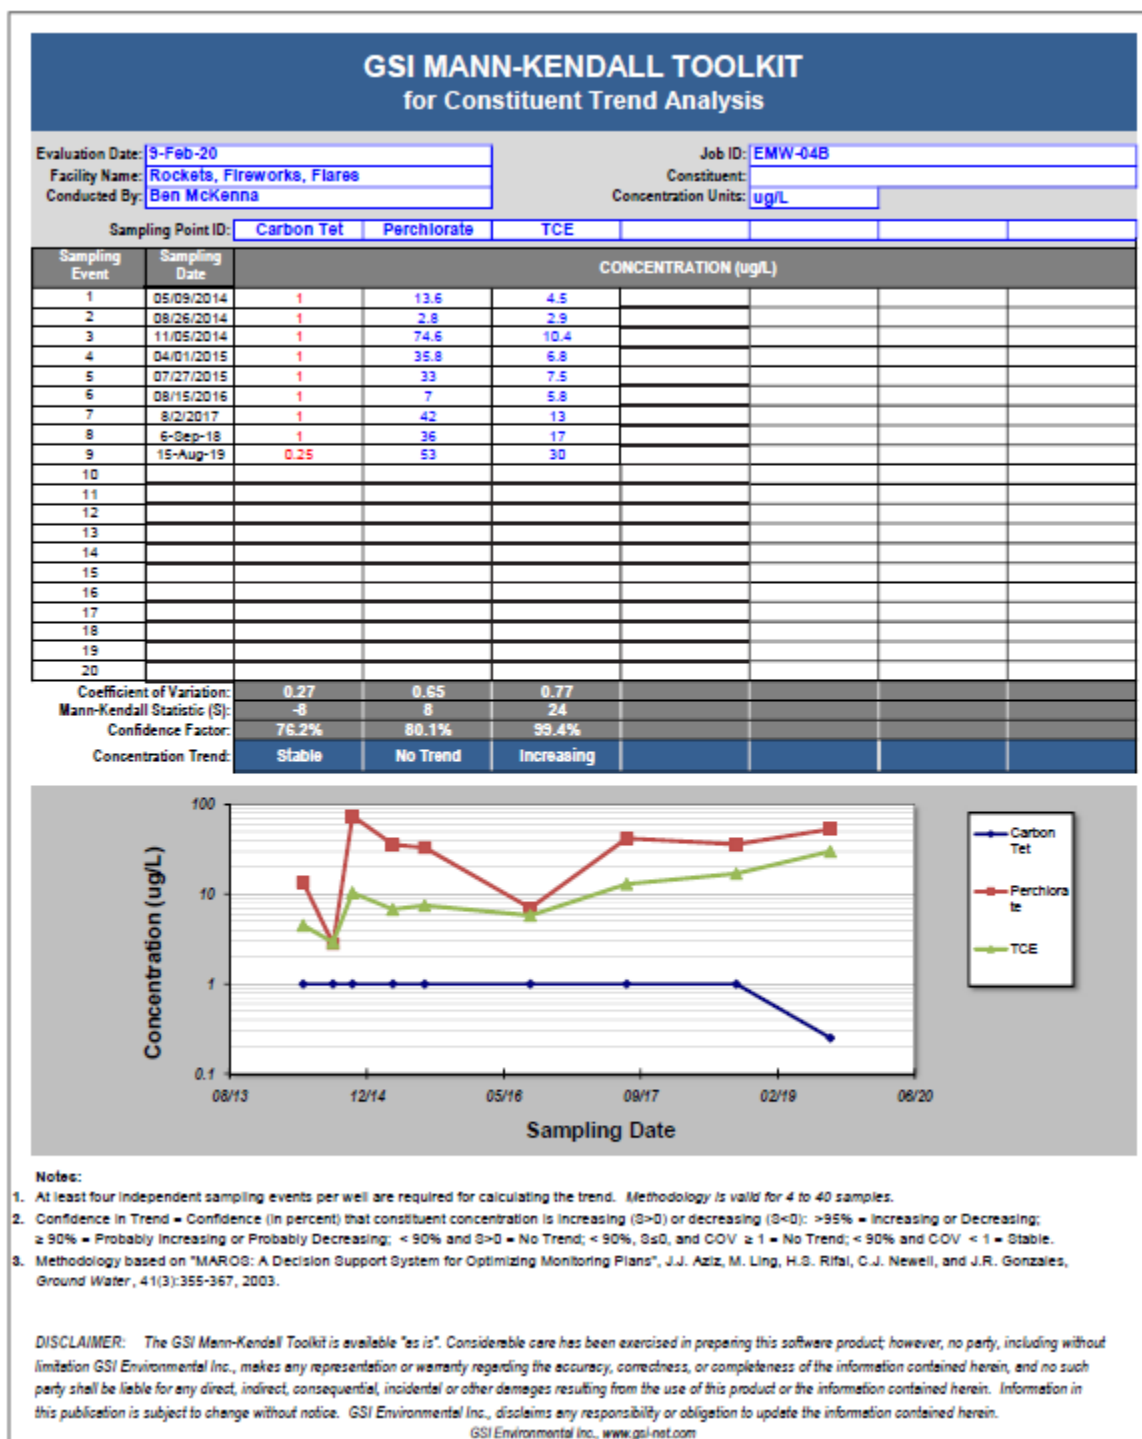 GSI MANN-KENDALL TOOLKIT
for Constituent Trend Analysis
Evaluation Date: 9-Feb-20 Job ID: EMW-04B
Facility Name: Rockets, Fireworks, Flares Constituent:
Conducted By: Ben McKenna Concentration Units: ug/L
Sampling Point ID: Carbon Tet Perchlorate TCE
Sampling Event Sampling Date CONCENTRATION (ug/L)
1 05/09/2014 1 13.6 4.5
2 08/26/2014 1 2.8 2.9
3 11/05/2014 1 74.6 10.4
4 04/01/2015 1 35.8 6.8
5 07/27/2015 1 33 7.5
6 08/15/2016 1 7 5.8
7 8/2/2017 1 42 13
8 6-Sep-18 1 36 17
9 15-Aug-19 0.25 53 30
10
11
12
13
14
15
16
17
18
19
20
Coefficient of Variation: 0.27 0.65 0.77
Mann-Kendall Statistic (S): -8 8 24
Confidence Factor: 76.2% 80.1% 99.4%
Concentration Trend: Stable No Trend Increasing
Concentration (ug/L)
100
10
1
0.1
08/13 12/14 05/16 09/17 02/19 06/20
Sampling Date
Carbon
Tet
Perchlora
te
TCE
Notes:
1. At least four independent sampling events per well are required for calculating the trend. Methodology is valid for 4 to 40 samples.
2. Confidence in Trend = Confidence (in percent) that constituent concentration is increasing (S>0) or decreasing (S<0): >95% = Increasing or Decreasing;
≥ 90% = Probably Increasing or Probably Decreasing; < 90% and S>0 = No Trend; < 90%, S≤0, and COV ≥ 1 = No Trend; < 90% and COV < 1 = Stable.
3. Methodology based on "MAROS: A Decision Support System for Optimizing Monitoring Plans", J.J. Aziz, M. Ling, H.S. Rifai, C.J. Newell, and J.R. Gonzales,
Ground Water, 41(3):355-367, 2003.
DISCLAIMER: The GSI Mann-Kendall Toolkit is available "as is". Considerable care has been exercised in preparing this software product; however, no party, including without
limitation GSI Environmental Inc., makes any representation or warranty regarding the accuracy, correctness, or completeness of the information contained herein, and no such
party shall be liable for any direct, indirect, consequential, incidental or other damages resulting from the use of this product or the information contained herein. Information in
this publication is subject to change without notice. GSI Environmental Inc., disclaims any responsibility or obligation to update the information contained herein.
GSI Environmental Inc., www.gsi-net.com